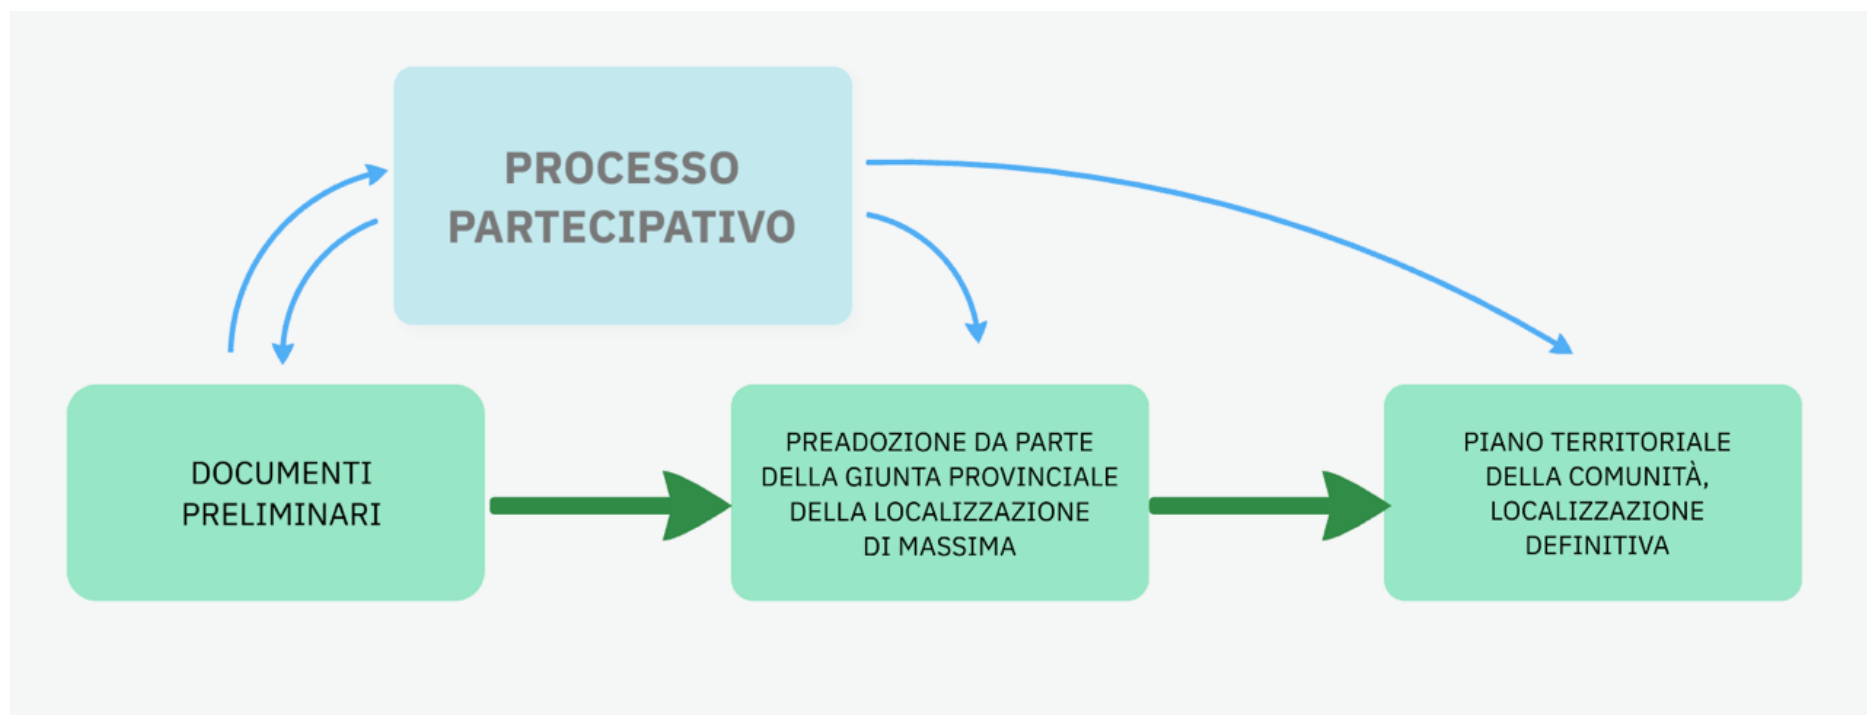 PROCESSO
PARTECIPATIVO
DOCUMENTI
PRELIMINARI
PREADOZIONE DA PARTE
DELLA GIUNTA PROVINCIALE
DELLA LOCALIZZAZIONE
DI MASSIMA
PIANO TERRITORIALE
DELLA COMUNITÀ,
LOCALIZZAZIONE
DEFINITIVA